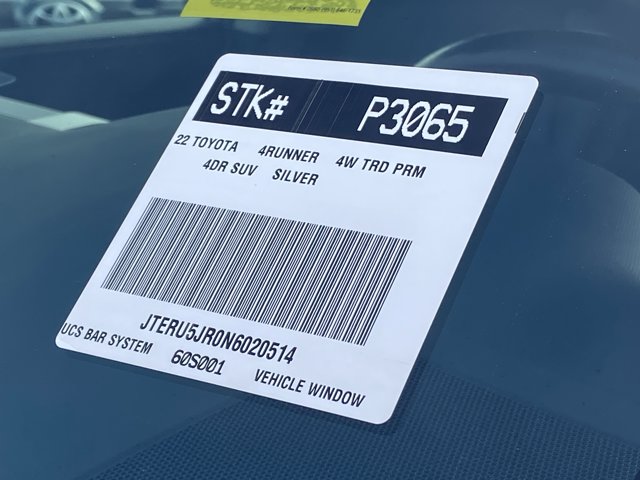 STK# P3065
22 TOYOTA 4RUNNER 4W TRD PRM
4DR SUV SILVER
JTERU5JR0N6020514
UCS BAR SYSTEM 60S001 VEHICLE WINDOW